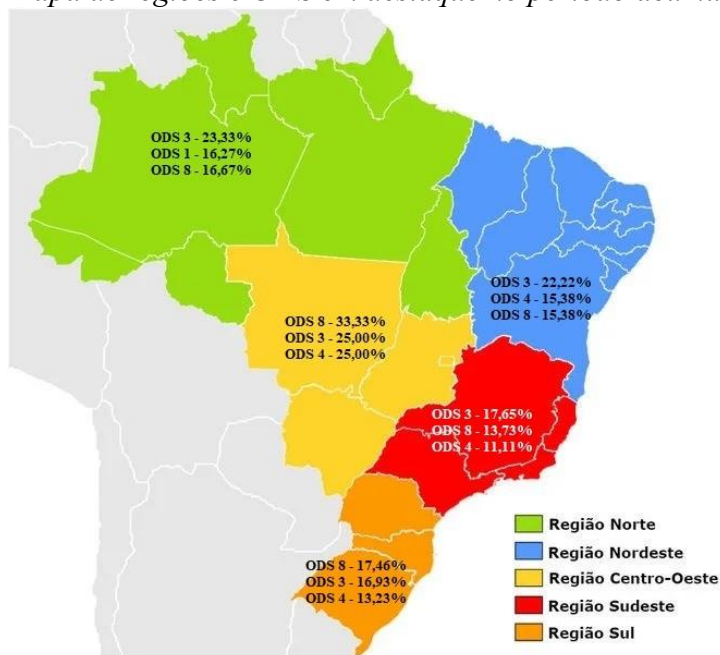 ODS 3 - 23,33%
ODS 1 - 16,27%
ODS 8 - 16,67%
ODS 3 - 22,22%
ODS 4 - 15,38%
ODS 8 - 15,38%
ODS 8 - 33,33%
ODS 3 - 25,00%
ODS 4 - 25,00%
ODS 3 - 17,65%
ODS 8 - 13,73%
ODS 4 - 11,11%
ODS 8 - 17,46%
ODS 3 - 16,93%
ODS 4 - 13,23%
Região Norte
Região Nordeste
Região Centro-Oeste
Região Sudeste
Região Sul